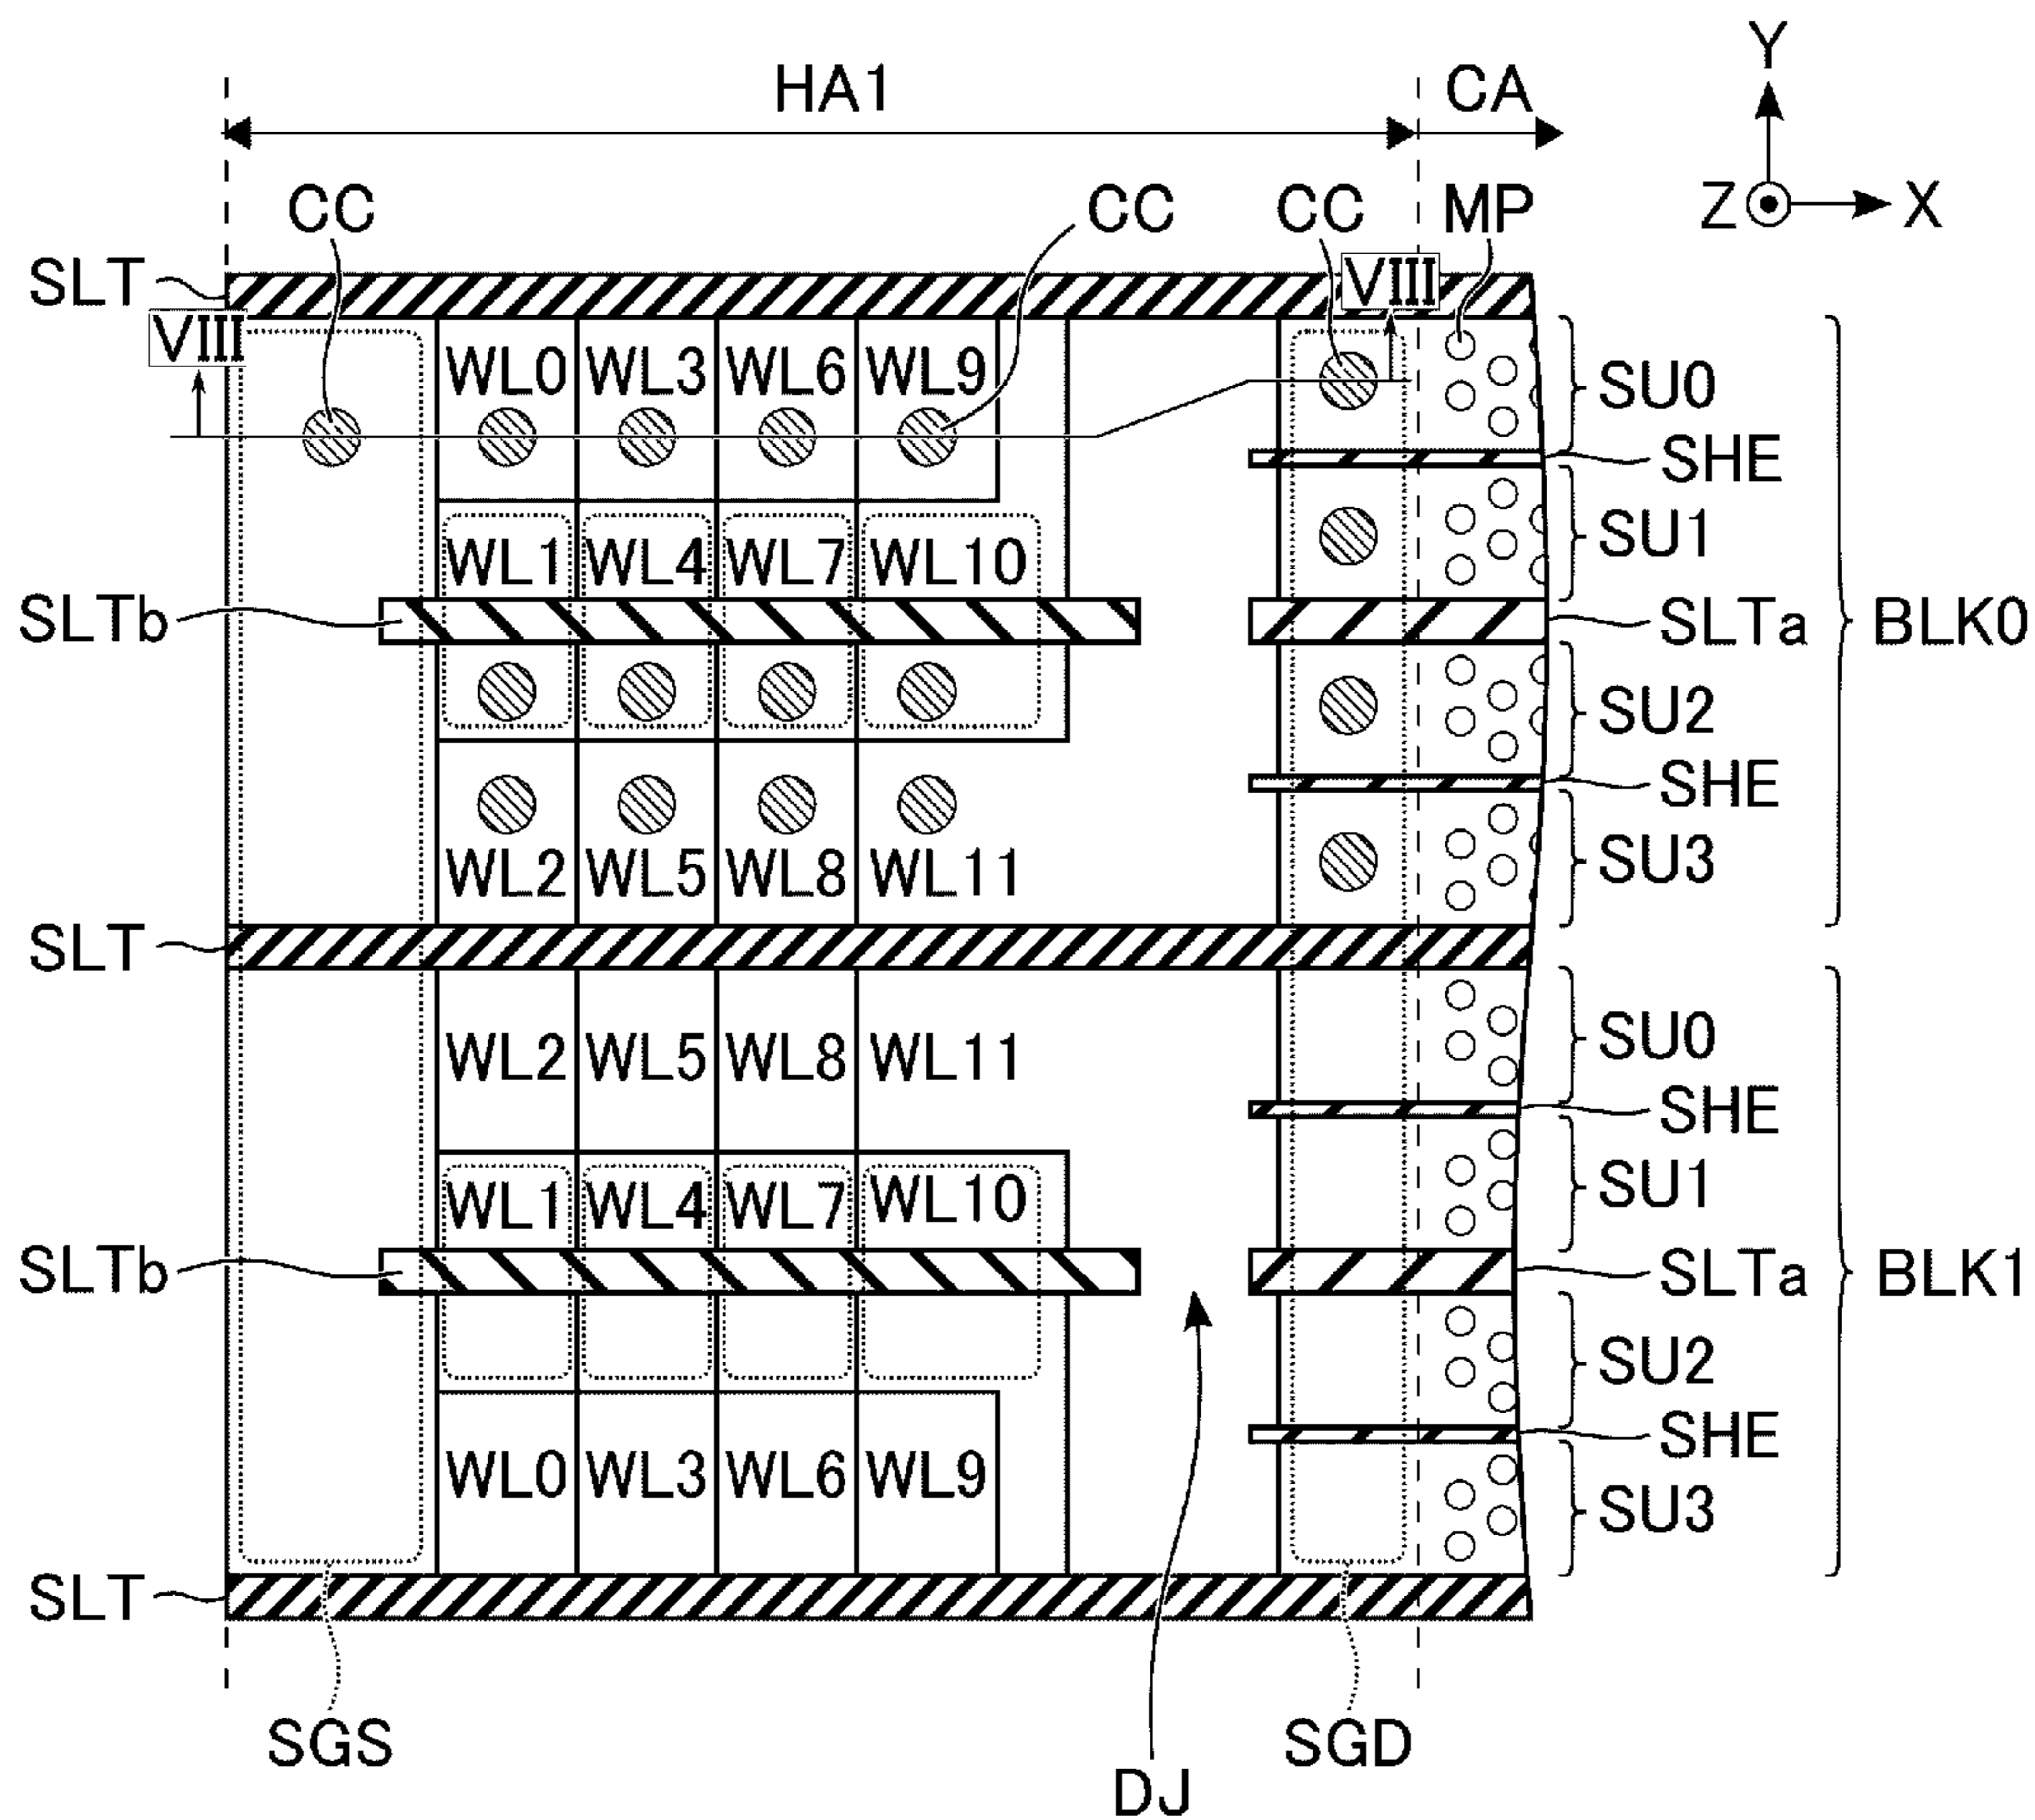 HA1 CA Y
CC CC CC MP Z X
SLT VIII
VIII WL0 WL3 WL6 WL9 SU0
SHE
WL1 WL4 WL7 WL10 SU1
SLTb SLTa BLK0
SU2
SHE
WL2 WL5 WL8 WL11 SU3
SLT
WL2 WL5 WL8 WL11 SU0
SHE
WL1 WL4 WL7 WL10 SU1
SLTb SLTa BLK1
SU2
SHE
WL0 WL3 WL6 WL9 SU3
SLT
SGS SGD
DJ